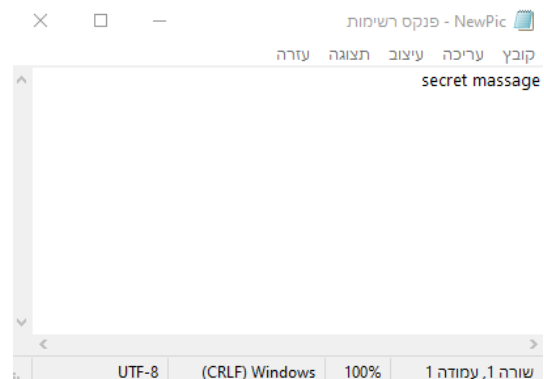 NewPic - פנקס רשימות
קובץ עריכה עיצוב תצוגה עזרה
secret massage
שורה 1, עמודה 1 100% (CRLF) Windows UTF-8